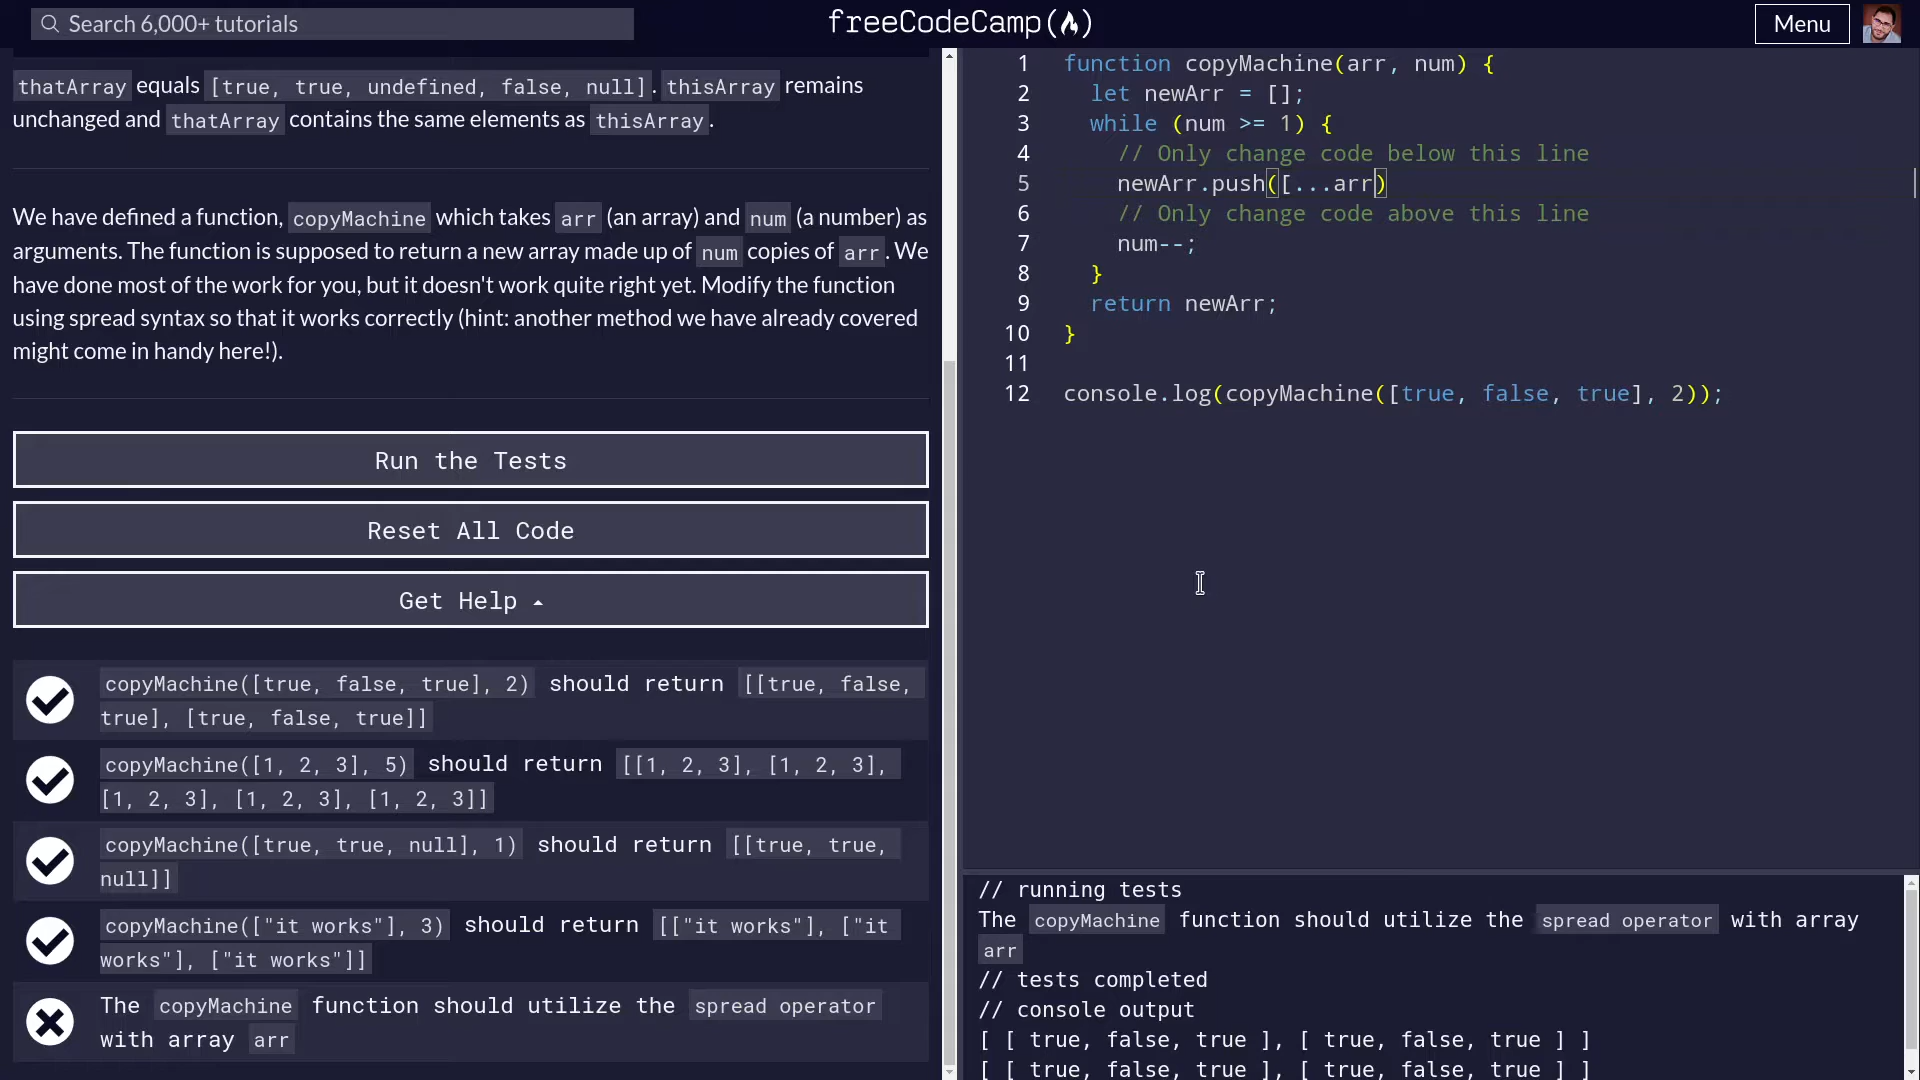 Search 6,000+ tutorials
freeCodeCamp
Menu
thatArray equals [true, true, undefined, false, null]. thisArray remains
unchanged and thatArray contains the same elements as thisArray.
We have defined a function, copyMachine which takes arr (an array) and num (a number) as
arguments. The function is supposed to return a new array made up of num copies of arr. We
have done most of the work for you, but it doesn't work quite right yet. Modify the function
using spread syntax so that it works correctly (hint: another method we have already covered
might come in handy here!).
Run the Tests
Reset All Code
Get Help
copyMachine([true, false, true], 2) should return [[true, false,
true], [true, false, true]]
copyMachine([1, 2, 3], 5) should return [[1, 2, 3], [1, 2, 3],
[1, 2, 3], [1, 2, 3], [1, 2, 3]]
copyMachine([true, true, null], 1) should return [[true, true,
null]]
copyMachine(["it works"], 3) should return [["it works"], ["it
works"], ["it works"]]
The copyMachine function should utilize the spread operator
with array arr
1 function copyMachine(arr, num) {
2 let newArr = [];
3 while (num >= 1) {
4 // Only change code below this line
5 newArr.push([...arr)
6 // Only change code above this line
7 num--;
8 }
9 return newArr;
10 }
11
12 console.log(copyMachine([true, false, true], 2));
// running tests
The copyMachine function should utilize the spread operator with array
arr
// tests completed
// console output
[ [ true, false, true ], [ true, false, true ] ]
[ [ true, false, true ], [ true, false, true ] ]